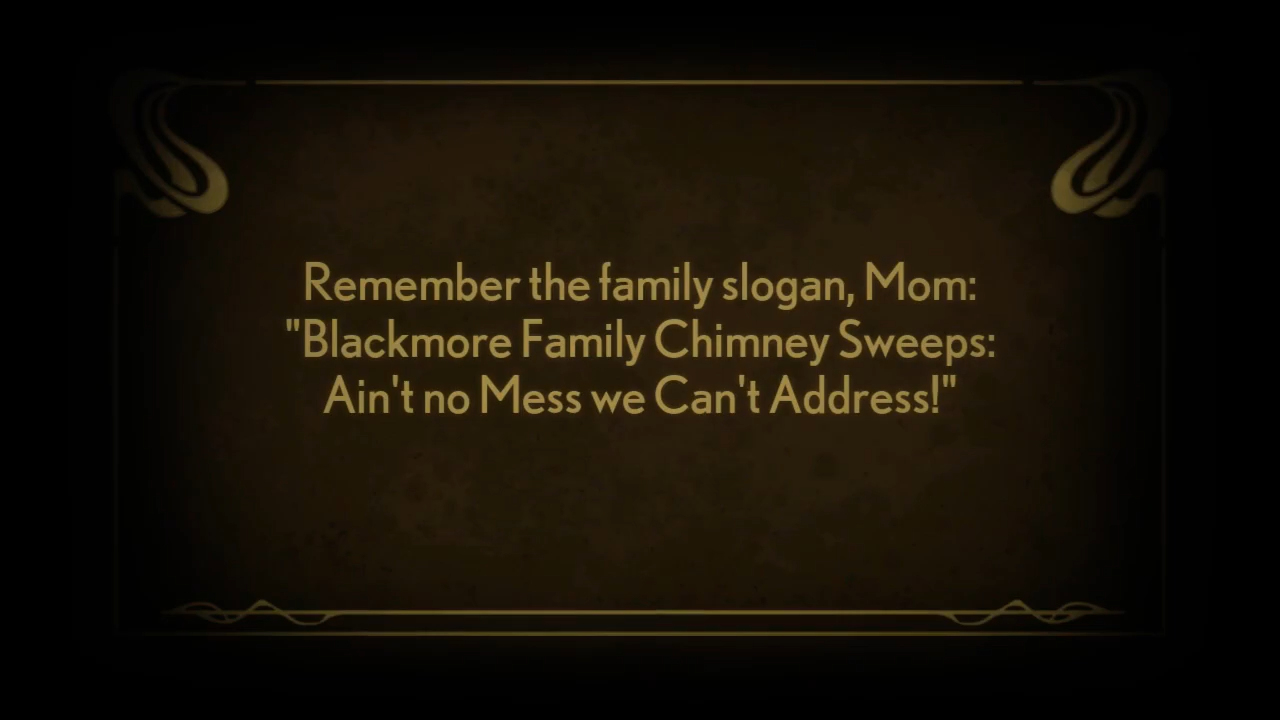 Remember the family slogan, Mom:
"Blackmore Family Chimney Sweeps:
Ain't no Mess we Can't Address!"